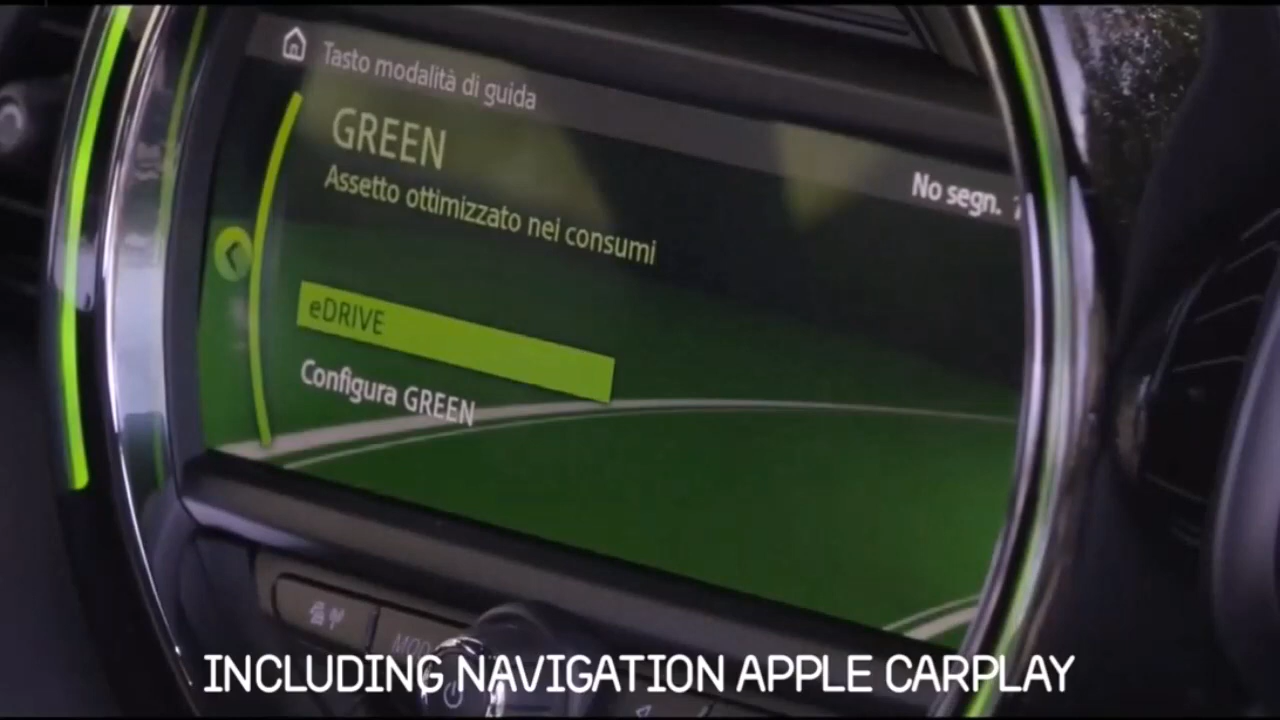 Tasto modalità di guida
GREEN
No segn.
Assetto ottimizzato nei consumi
eDRIVE
Configura GREEN
INCLUDING NAVIGATION APPLE CARPLAY